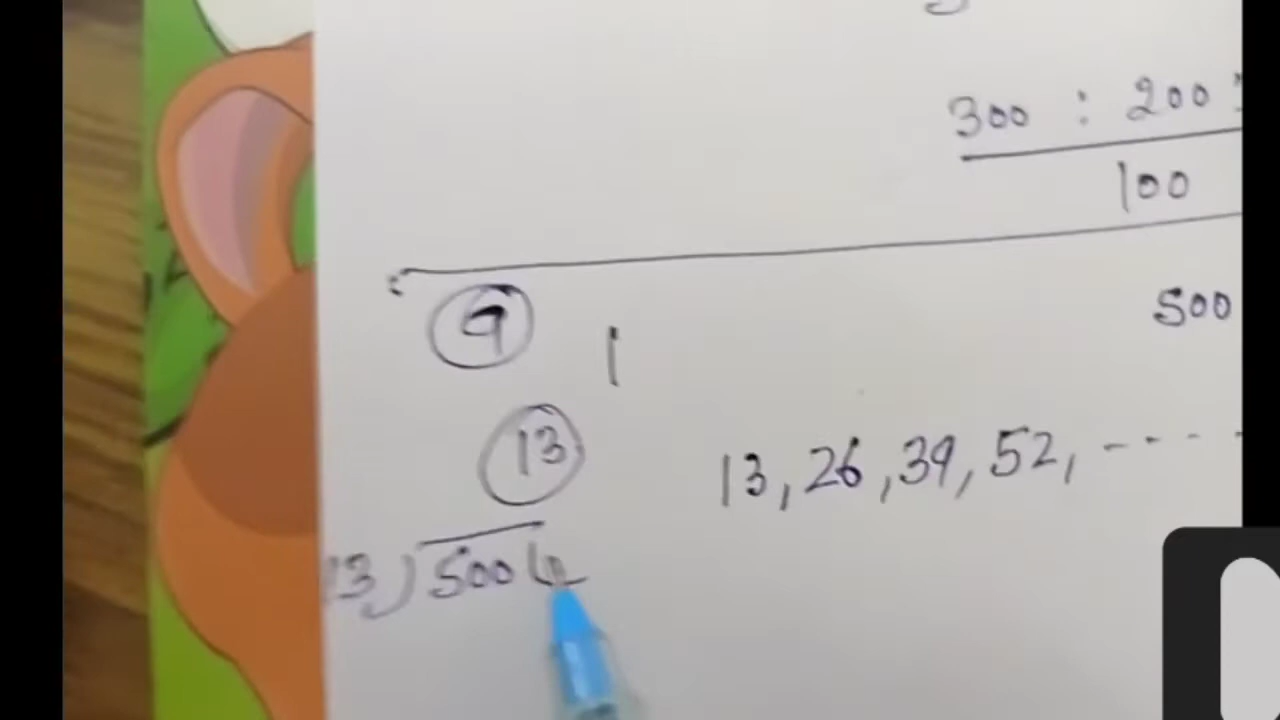 300 : 200
100
9 | 500
13
13, 26, 39, 52, ----
13)500(